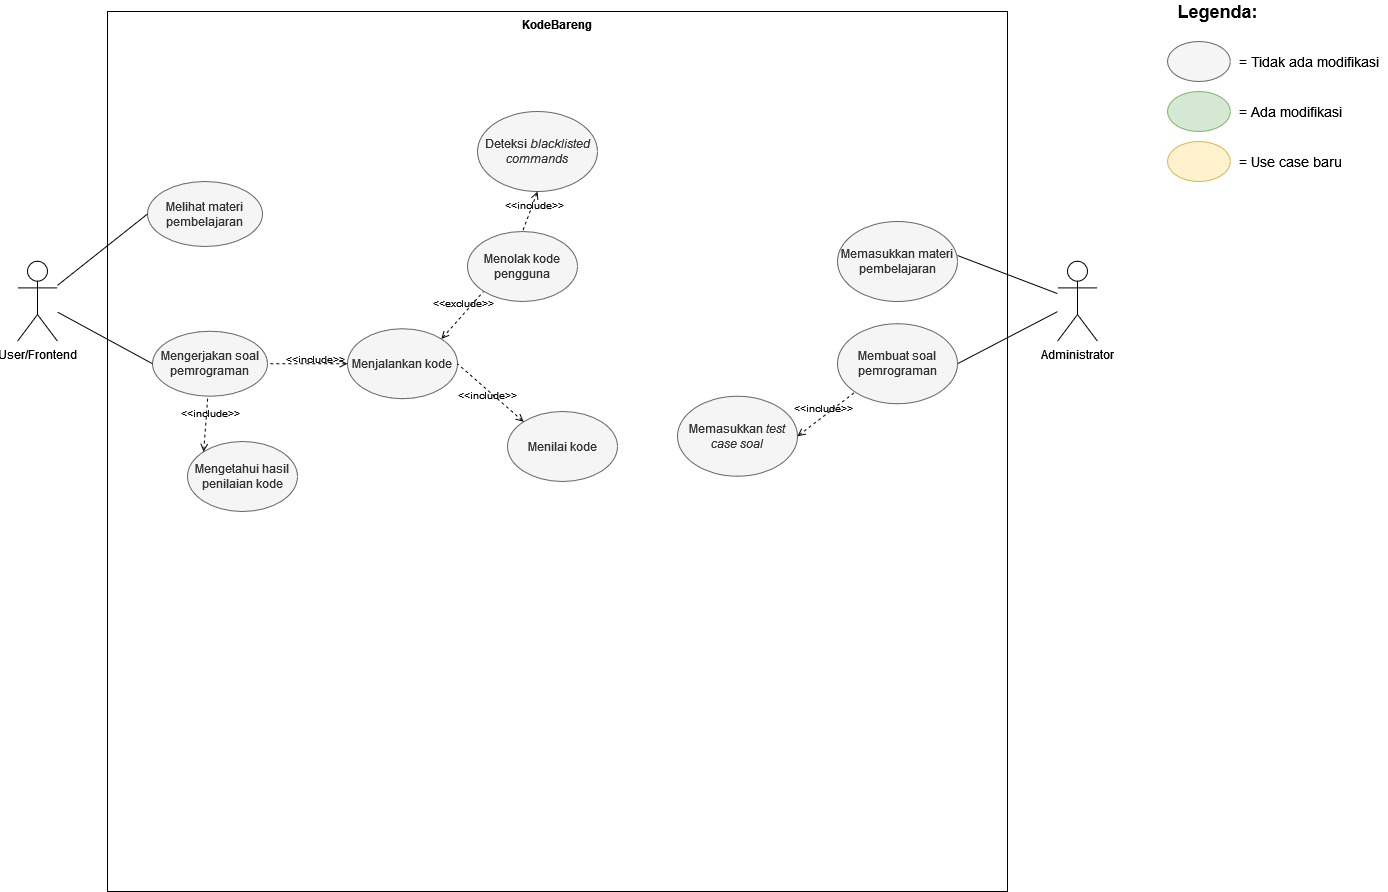 KodeBareng
Legenda:
= Tidak ada modifikasi
= Ada modifikasi
= Use case baru
Deteksi blacklisted
commands
<<include>>
Menolak kode
pengguna
<<exclude>>
Melihat materi
pembelajaran
User/Frontend
Mengerjakan soal
pemrograman
<<include>>
Menjalankan kode
<<include>>
Menilai kode
<<include>>
Mengetahui hasil
penilaian kode
Memasukkan materi
pembelajaran
Administrator
Membuat soal
pemrograman
<<include>>
Memasukkan test
case soal